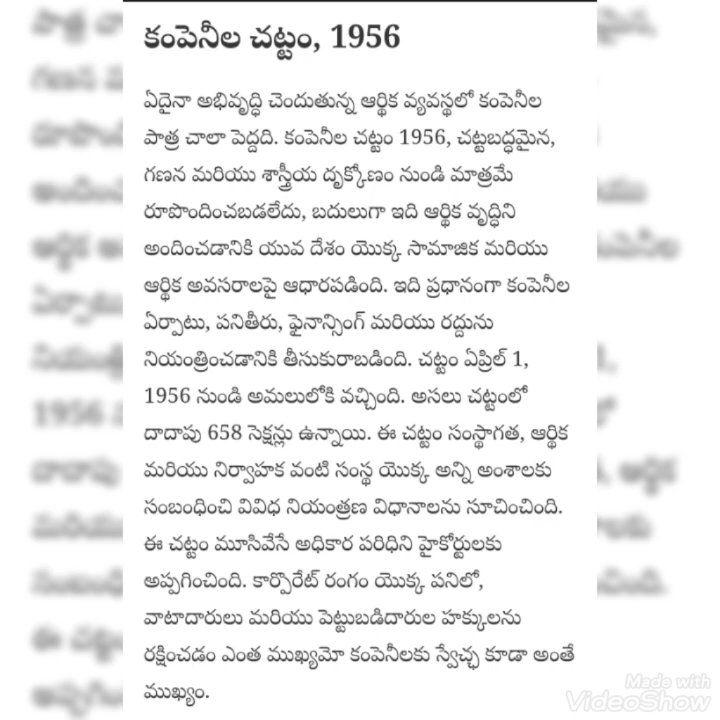 కంపెనీల చట్టం, 1956
ఏదైనా అభివృద్ధి చెందుతున్న ఆర్థిక వ్యవస్థలో కంపెనీల
పాత్ర చాలా పెద్దది. కంపెనీల చట్టం 1956, చట్టబద్ధమైన,
గణన మరియు శాస్త్రీయ దృక్కోణం నుండి మాత్రమే
రూపొందించబడలేదు, బదులుగా ఇది ఆర్థిక వృద్ధిని
అందించడానికి యువ దేశం యొక్క సామాజిక మరియు
ఆర్థిక అవసరాలపై ఆధారపడింది. ఇది ప్రధానంగా కంపెనీల
ఏర్పాటు, పనితీరు, ఫైనాన్సింగ్ మరియు రద్దును
నియంత్రించడానికి తీసుకురాబడింది. చట్టం ఏప్రిల్ 1,
1956 నుండి అమలులోకి వచ్చింది. అసలు చట్టంలో
దాదాపు 658 సెక్షన్లు ఉన్నాయి. ఈ చట్టం సంస్థాగత, ఆర్థిక
మరియు నిర్వాహక వంటి సంస్థ యొక్క అన్ని అంశాలకు
సంబంధించి వివిధ నియంత్రణ విధానాలను సూచించింది.
ఈ చట్టం మూసివేసే అధికార పరిధిని హైకోర్టులకు
అప్పగించింది. కార్పొరేట్ రంగం యొక్క పనిలో,
వాటాదారులు మరియు పెట్టుబడిదారుల హక్కులను
రక్షించడం ఎంత ముఖ్యమో కంపెనీలకు స్వేచ్ఛ కూడా అంతే
ముఖ్యం.
Made with
VideoShow